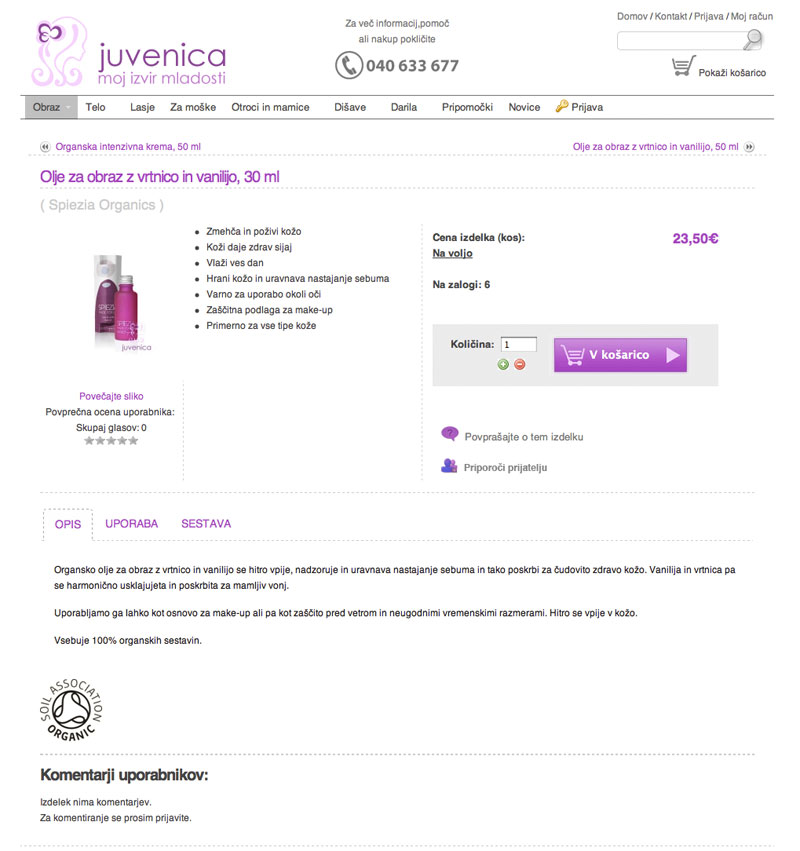 juvenica
moj izvir mladosti
Za več informacij,pomoč
ali nakup pokličite
040 633 677
Domov / Kontakt / Prijava / Moj račun
Pokaži košarico
Obraz Telo Lasje Za moške Otroci in mamice Dišave Darila Pripomočki Novice Prijava
Organska intenzivna krema, 50 ml
Olje za obraz z vrtnico in vanilijo, 50 ml
Olje za obraz z vrtnico in vanilijo, 30 ml
( Spiezia Organics )
Zmehča in poživi kožo
Koži daje zdrav sijaj
Vlaži ves dan
Hrani kožo in uravnava nastajanje sebuma
Varno za uporabo okoli oči
Zaščitna podlaga za make-up
Primerno za vse tipe kože
juvenica
Povečajte sliko
Povprečna ocena uporabnika:
Skupaj glasov: 0
Cena izdelka (kos): 23,50€
Na voljo
Na zalogi: 6
Količina: 1
V košarico
Povprašajte o tem izdelku
Priporoči prijatelju
OPIS UPORABA SESTAVA
Organsko olje za obraz z vrtnico in vanilijo se hitro vpije, nadzoruje in uravnava nastajanje sebuma in tako poskrbi za čudovito zdravo kožo. Vanilija in vrtnica pa
se harmonično usklajujeta in poskrbita za mamljiv vonj.
Uporabljamo ga lahko kot osnovo za make-up ali pa kot zaščito pred vetrom in neugodnimi vremenskimi razmerami. Hitro se vpije v kožo.
Vsebuje 100% organskih sestavin.
SOIL ASSOCIATION
ORGANIC
Komentarji uporabnikov:
Izdelek nima komentarjev.
Za komentiranje se prosim prijavite.